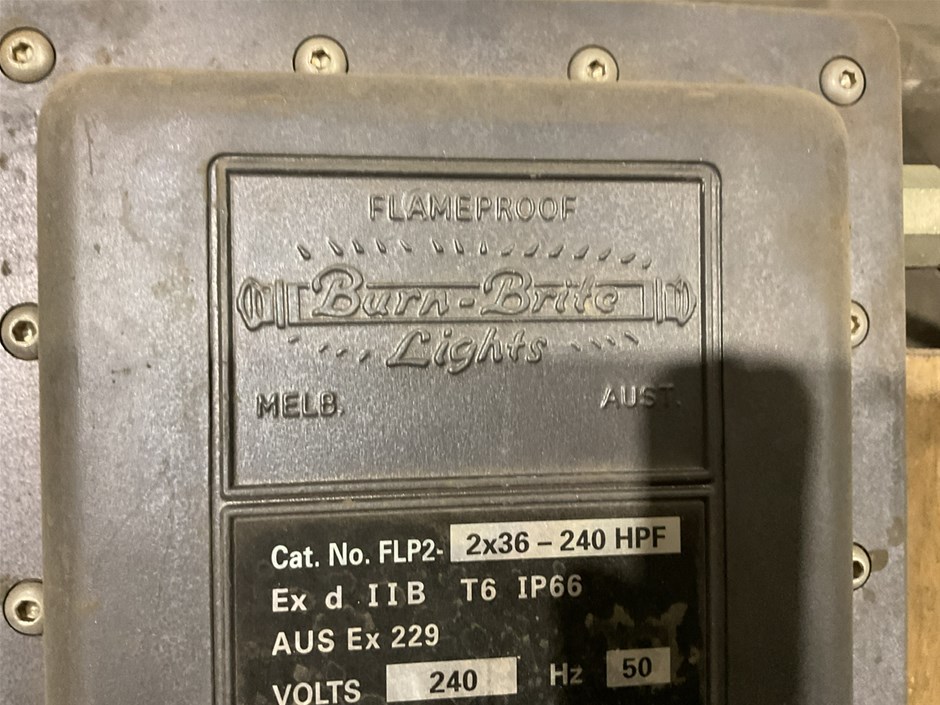 FLAMEPROOF
Burn-Brite
Lights
MELB. AUST.
Cat. No. FLP2- 2x36 – 240 HPF
Ex d IIB T6 IP66
AUS Ex 229
VOLTS 240 Hz 50